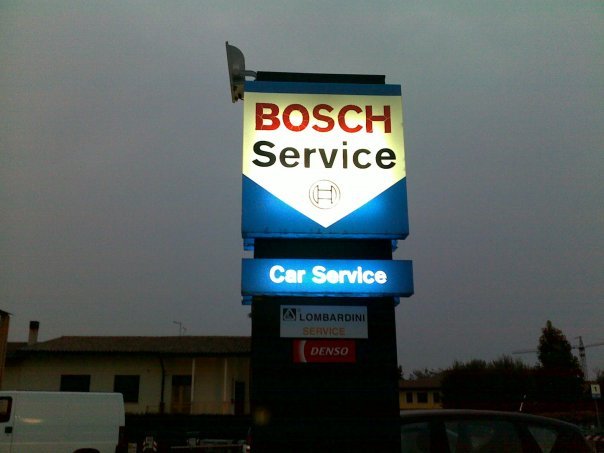 BOSCH
Service
Car Service
LOMBARDINI
SERVICE
DENSO